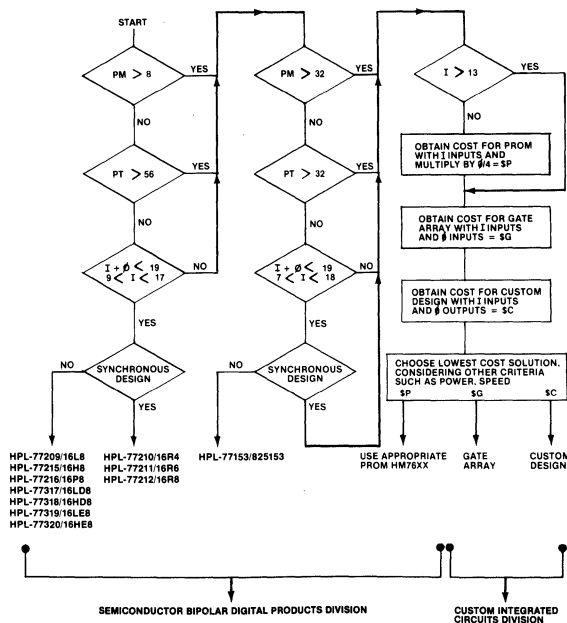 START
PM > 8
YES
NO
PT > 56
YES
NO
I + Ø < 19
9 < I < 17
NO
YES
SYNCHRONOUS
DESIGN
NO
YES
HPL-77209/16L8
HPL-77215/16H8
HPL-77216/16P8
HPL-77317/16LD8
HPL-77318/16HD8
HPL-77319/16LE8
HPL-77320/16HE8
HPL-77210/16R4
HPL-77211/16R6
HPL-77212/16R8
PM > 32
YES
NO
PT > 32
YES
NO
I + Ø < 19
7 < I < 18
NO
YES
SYNCHRONOUS
DESIGN
NO
YES
HPL-77153/825153
I > 13
YES
NO
OBTAIN COST FOR PROM
WITH I INPUTS AND
MULTIPLY BY Ø/4 = $P
OBTAIN COST FOR GATE
ARRAY WITH I INPUTS
AND Ø INPUTS = $G
OBTAIN COST FOR CUSTOM
DESIGN WITH I INPUTS
AND Ø OUTPUTS = $C
CHOOSE LOWEST COST SOLUTION,
CONSIDERING OTHER CRITERIA
SUCH AS POWER, SPEED
$P $G $C
USE APPROPRIATE
PROM HM76XX
GATE
ARRAY
CUSTOM
DESIGN
SEMICONDUCTOR BIPOLAR DIGITAL PRODUCTS DIVISION
CUSTOM INTEGRATED
CIRCUITS DIVISION